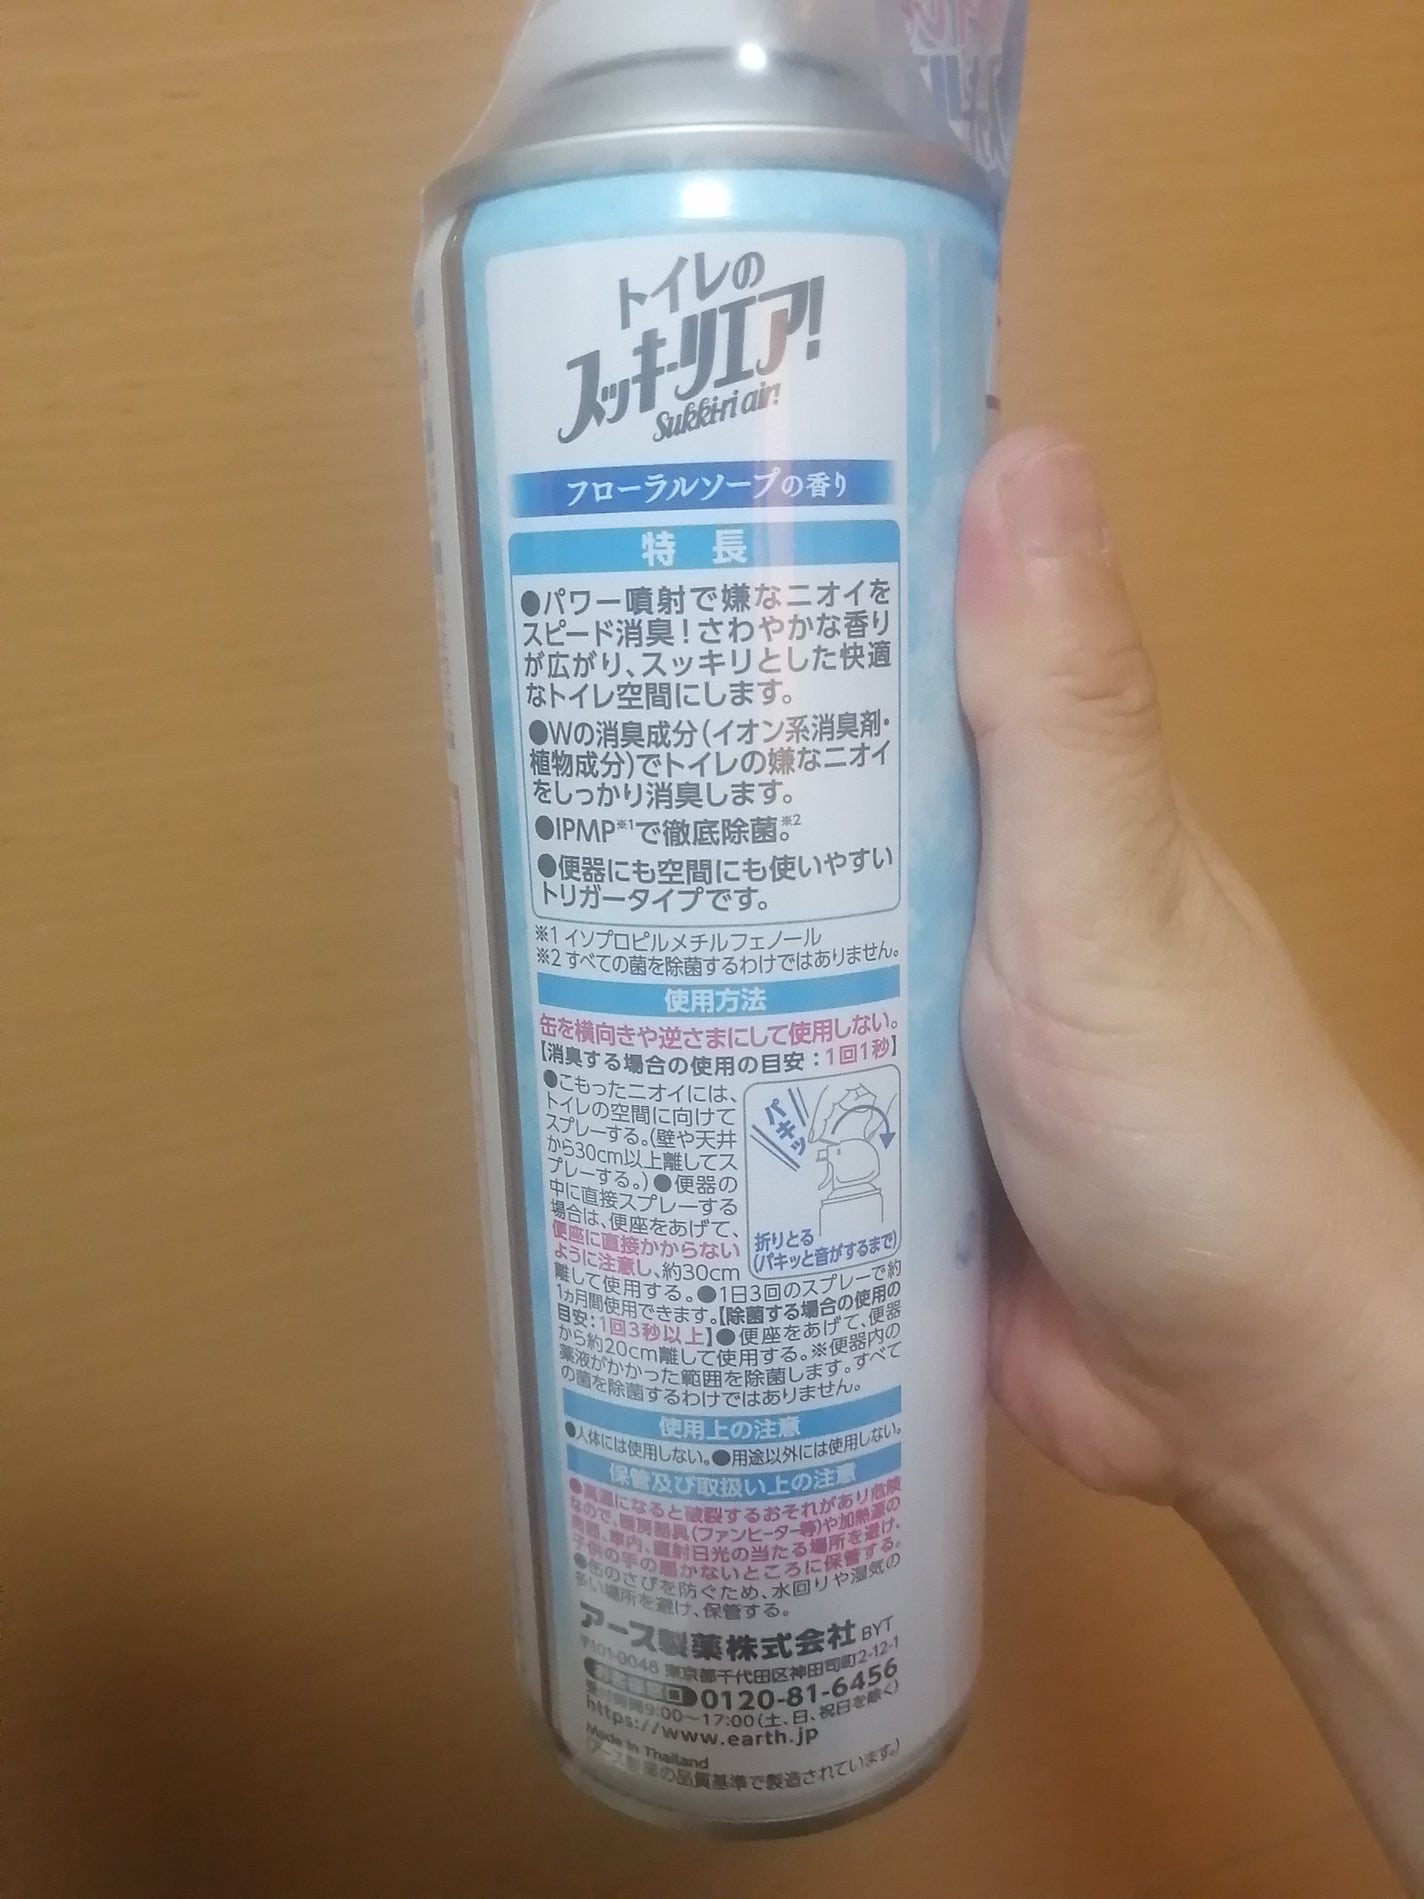 トイレの
スッキーリエア!
Sukki-ri air!
フローラルソープの香り
特 長
●パワー噴射で嫌なニオイを
スピード消臭!さわやかな香り
が広がり、スッキリとした快適
なトイレ空間にします。
●Wの消臭成分(イオン系消臭剤・
植物成分)でトイレの嫌なニオイ
をしっかり消臭します。
●IPMP※1で徹底除菌。※2
●便器にも空間にも使いやすい
トリガータイプです。
※1 イソプロピルメチルフェノール
※2 すべての菌を除菌するわけではありません。
使用方法
缶を横向きや逆さまにして使用しない。
【消臭する場合の使用の目安:1回1秒】
●こもったニオイには、
トイレの空間に向けて
スプレーする。(壁や天井
から30cm以上離してス
プレーする。)●便器の
中に直接スプレーする
場合は、便座をあげて、
便座に直接かからない
ように注意し、約30cm
離して使用する。●1日3回のスプレーで約
1ヵ月間使用できます。【除菌する場合の使用の
目安:1回3秒以上】●便座をあげて、便器
から約20cm離して使用する。※便器内の
薬液がかかった範囲を除菌します。すべて
の菌を除菌するわけではありません。
パキッ
折りとる
(パキッと音がするまで)
使用上の注意
●人体には使用しない。●用途以外には使用しない。
保管及び取扱い上の注意
●高温になると破裂するおそれがあり危険
なので、暖房器具(ファンヒーター等)や加熱源の
周囲、車内、直射日光の当たる場所を避け、
子供の手の届かないところに保管する。
●缶のさびを防ぐため、水回りや湿気の
多い場所を避け、保管する。
アース製薬株式会社 BYT
〒101-0048 東京都千代田区神田司町2-12-1
お客様窓口 0120-81-6456
受付時間9:00〜17:00(土、日、祝日を除く)
https://www.earth.jp
Made in Thailand
(アース製薬の品質基準で製造されています。)